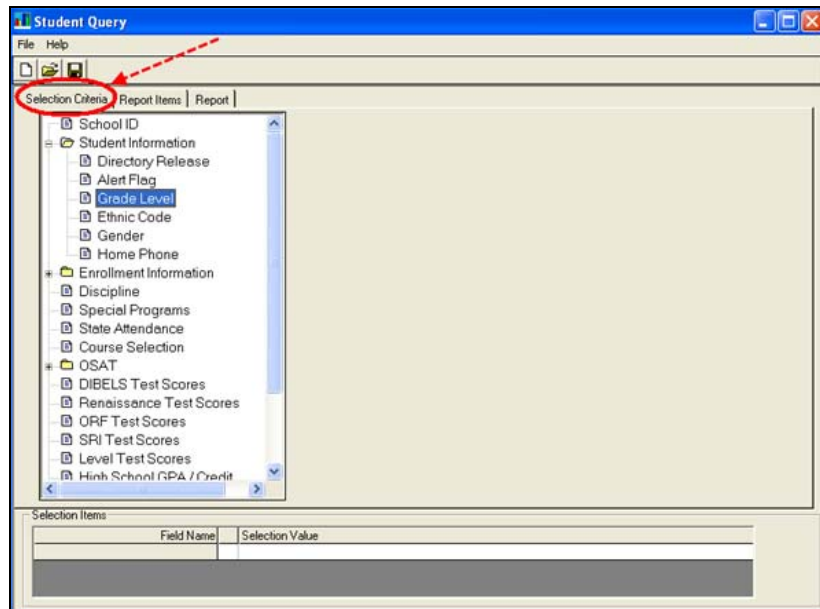 Student Query
File Help
Selection Criteria Report Items Report
School ID
Student Information
Directory Release
Alert Flag
Grade Level
Ethnic Code
Gender
Home Phone
Enrollment Information
Discipline
Special Programs
State Attendance
Course Selection
OSAT
DIBELS Test Scores
Renaissance Test Scores
ORF Test Scores
SRI Test Scores
Level Test Scores
High School GPA / Credit
Selection Items
Field Name Selection Value